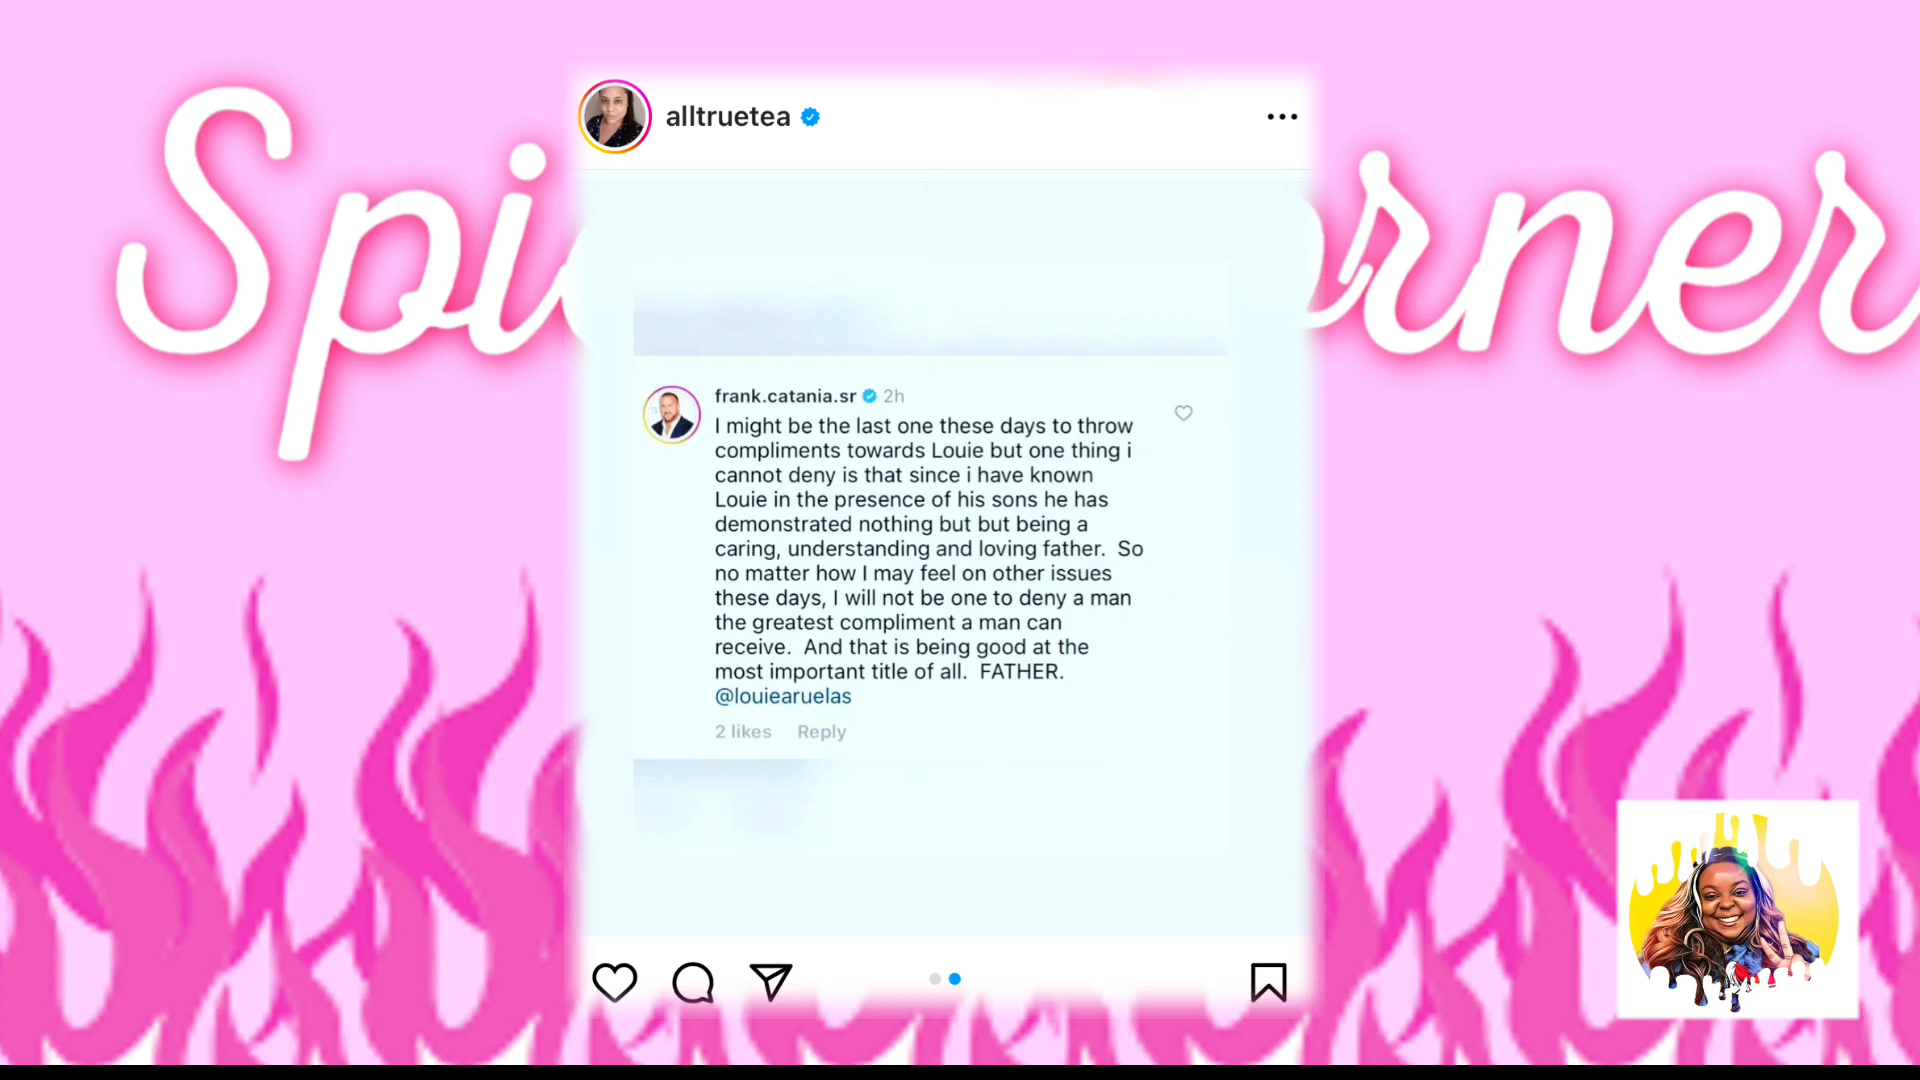 alltruetea
Spi
orner
frank.catania.sr 2h
I might be the last one these days to throw
compliments towards Louie but one thing i
cannot deny is that since i have known
Louie in the presence of his sons he has
demonstrated nothing but but being a
caring, understanding and loving father.  So
no matter how I may feel on other issues
these days, I will not be one to deny a man
the greatest compliment a man can
receive.  And that is being good at the
most important title of all.  FATHER.
@louiearuelas
2 likes Reply